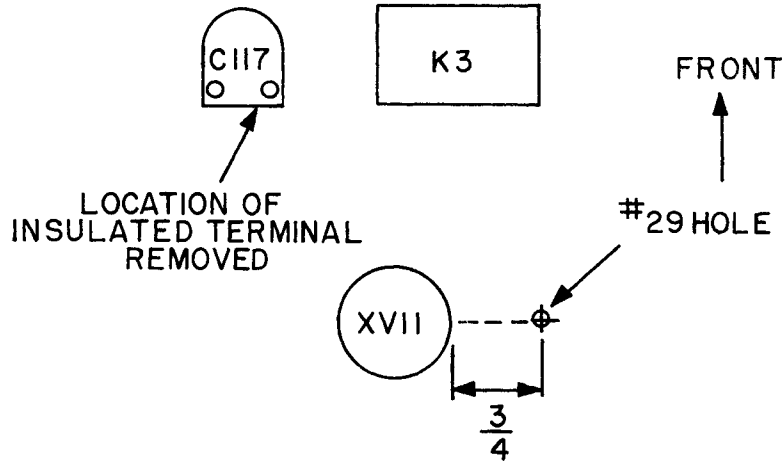 C117
K3
FRONT
LOCATION OF
INSULATED TERMINAL
REMOVED
#29 HOLE
XV11
3
4